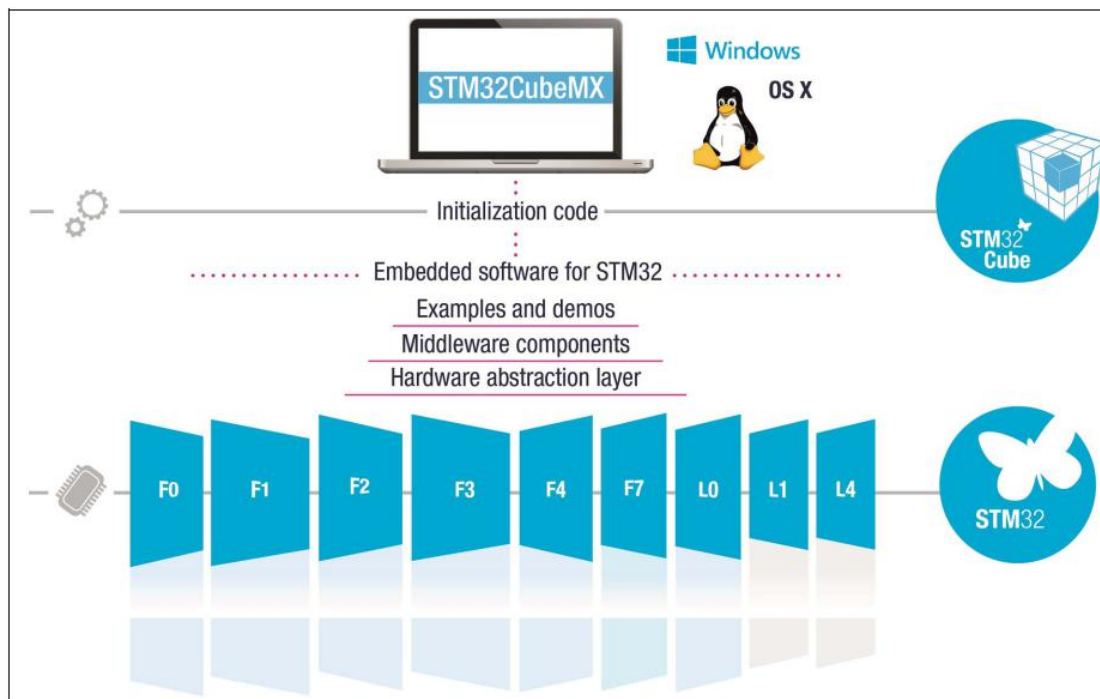 STM32CubeMX
Windows
OS X
Initialization code
STM32
Cube
Embedded software for STM32
Examples and demos
Middleware components
Hardware abstraction layer
F0
F1
F2
F3
F4
F7
L0
L1
L4
STM32